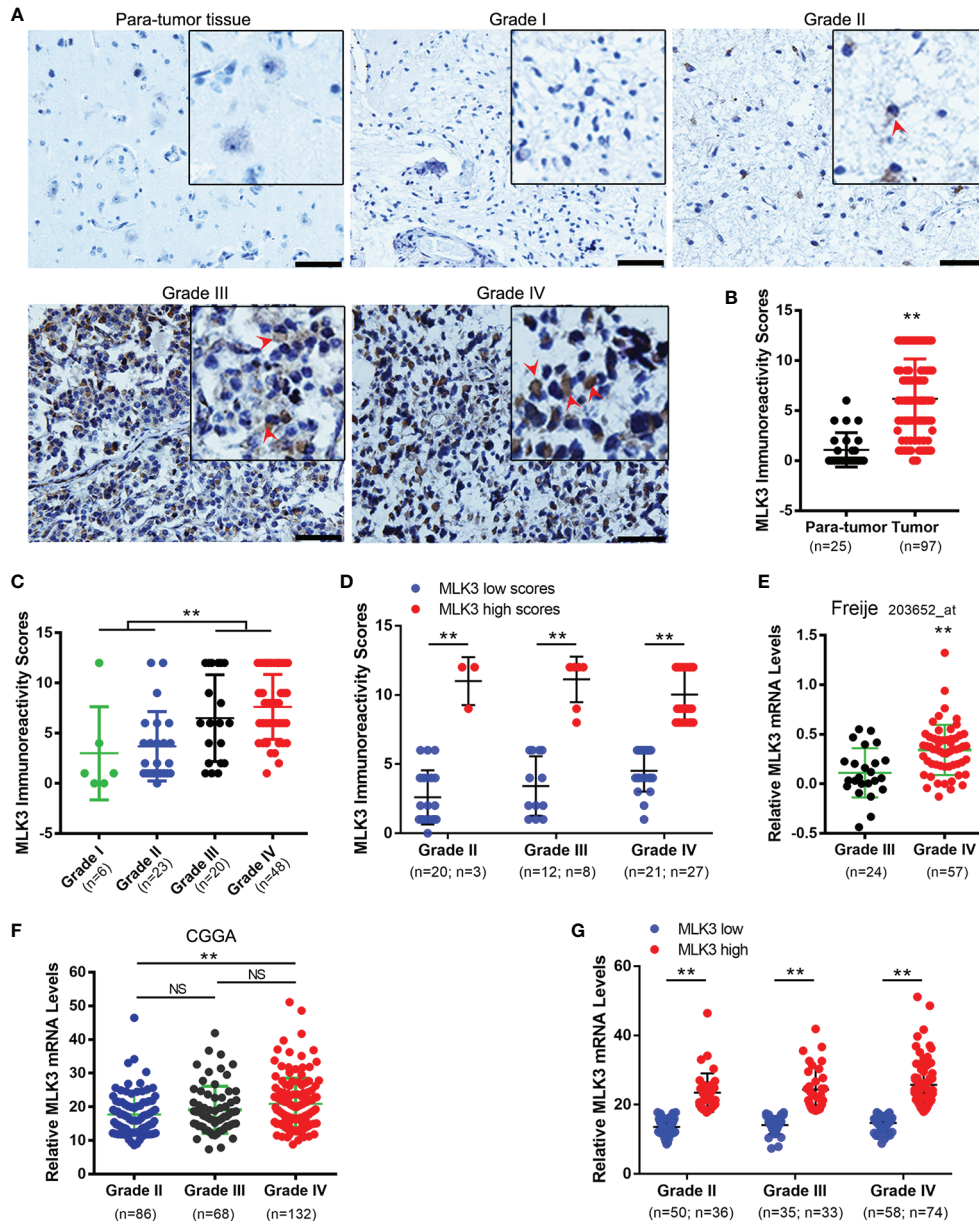 A
Para-tumor tissue
Grade I
Grade II
Grade III
Grade IV
B
MLK3 Immunoreactivity Scores
15
10
5
0
-5
**
Para-tumor Tumor
(n=25) (n=97)
C
MLK3 Immunoreactivity Scores
15
10
5
0
-5
**
Grade I
(n=6)
Grade II
(n=23)
Grade III
(n=20)
Grade IV
(n=48)
D
MLK3 low scores
MLK3 high scores
MLK3 Immunoreactivity Scores
15
10
5
0
** ** **
Grade II Grade III Grade IV
(n=20; n=3) (n=12; n=8) (n=21; n=27)
E
Freije 203652_at
Relative MLK3 mRNA Levels
1.5
1.0
0.5
0.0
-0.5
**
Grade III Grade IV
(n=24) (n=57)
F
CGGA
Relative MLK3 mRNA Levels
60
50
40
30
20
10
0
**
NS NS
Grade II Grade III Grade IV
(n=86) (n=68) (n=132)
G
MLK3 low
MLK3 high
Relative MLK3 mRNA Levels
60
40
20
0
** ** **
Grade II Grade III Grade IV
(n=50; n=36) (n=35; n=33) (n=58; n=74)